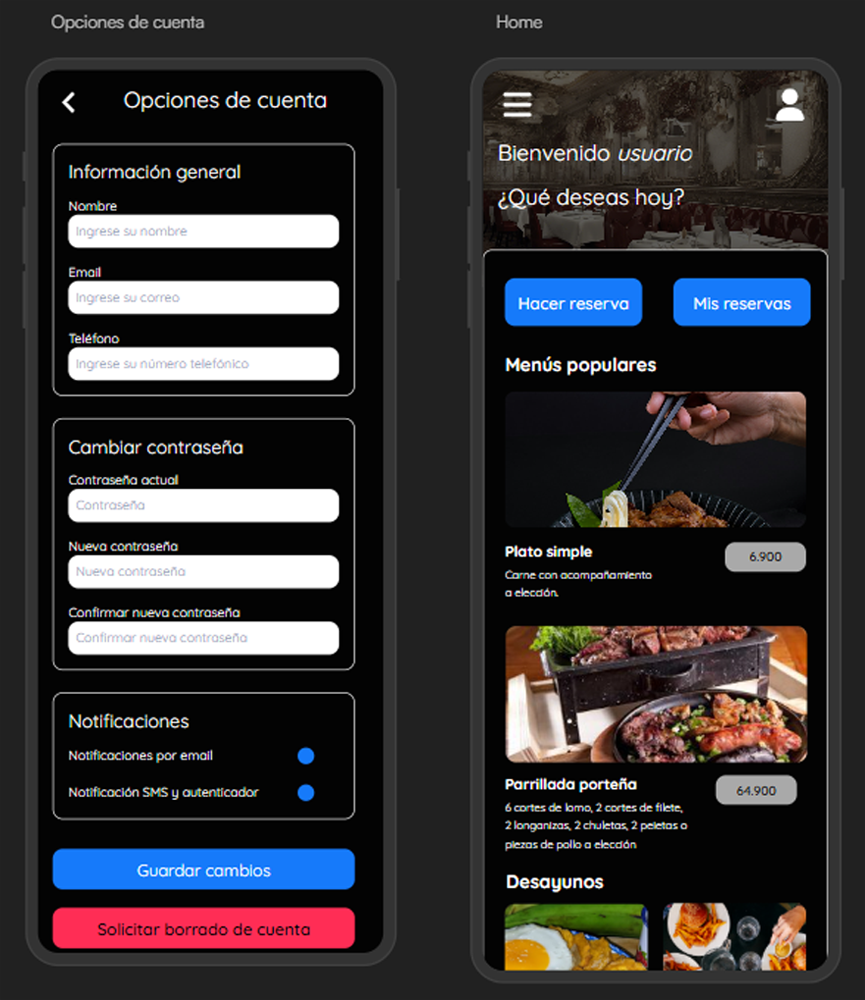 Opciones de cuenta
Opciones de cuenta
Información general
Nombre
Ingrese su nombre
Email
Ingrese su correo
Teléfono
Ingrese su número telefónico
Cambiar contraseña
Contraseña actual
Contraseña
Nueva contraseña
Nueva contraseña
Confirmar nueva contraseña
Confirmar nueva contraseña
Notificaciones
Notificaciones por email
Notificación SMS y autenticador
Guardar cambios
Solicitar borrado de cuenta
Home
Bienvenido usuario
¿Qué deseas hoy?
Hacer reserva
Mis reservas
Menús populares
Plato simple
6.900
Carne con acompañamiento
a elección.
Parrillada porteña
64.900
6 cortes de lomo, 2 cortes de filete,
2 longanizas, 2 chuletas, 2 peletas o
piezas de pollo a elección
Desayunos